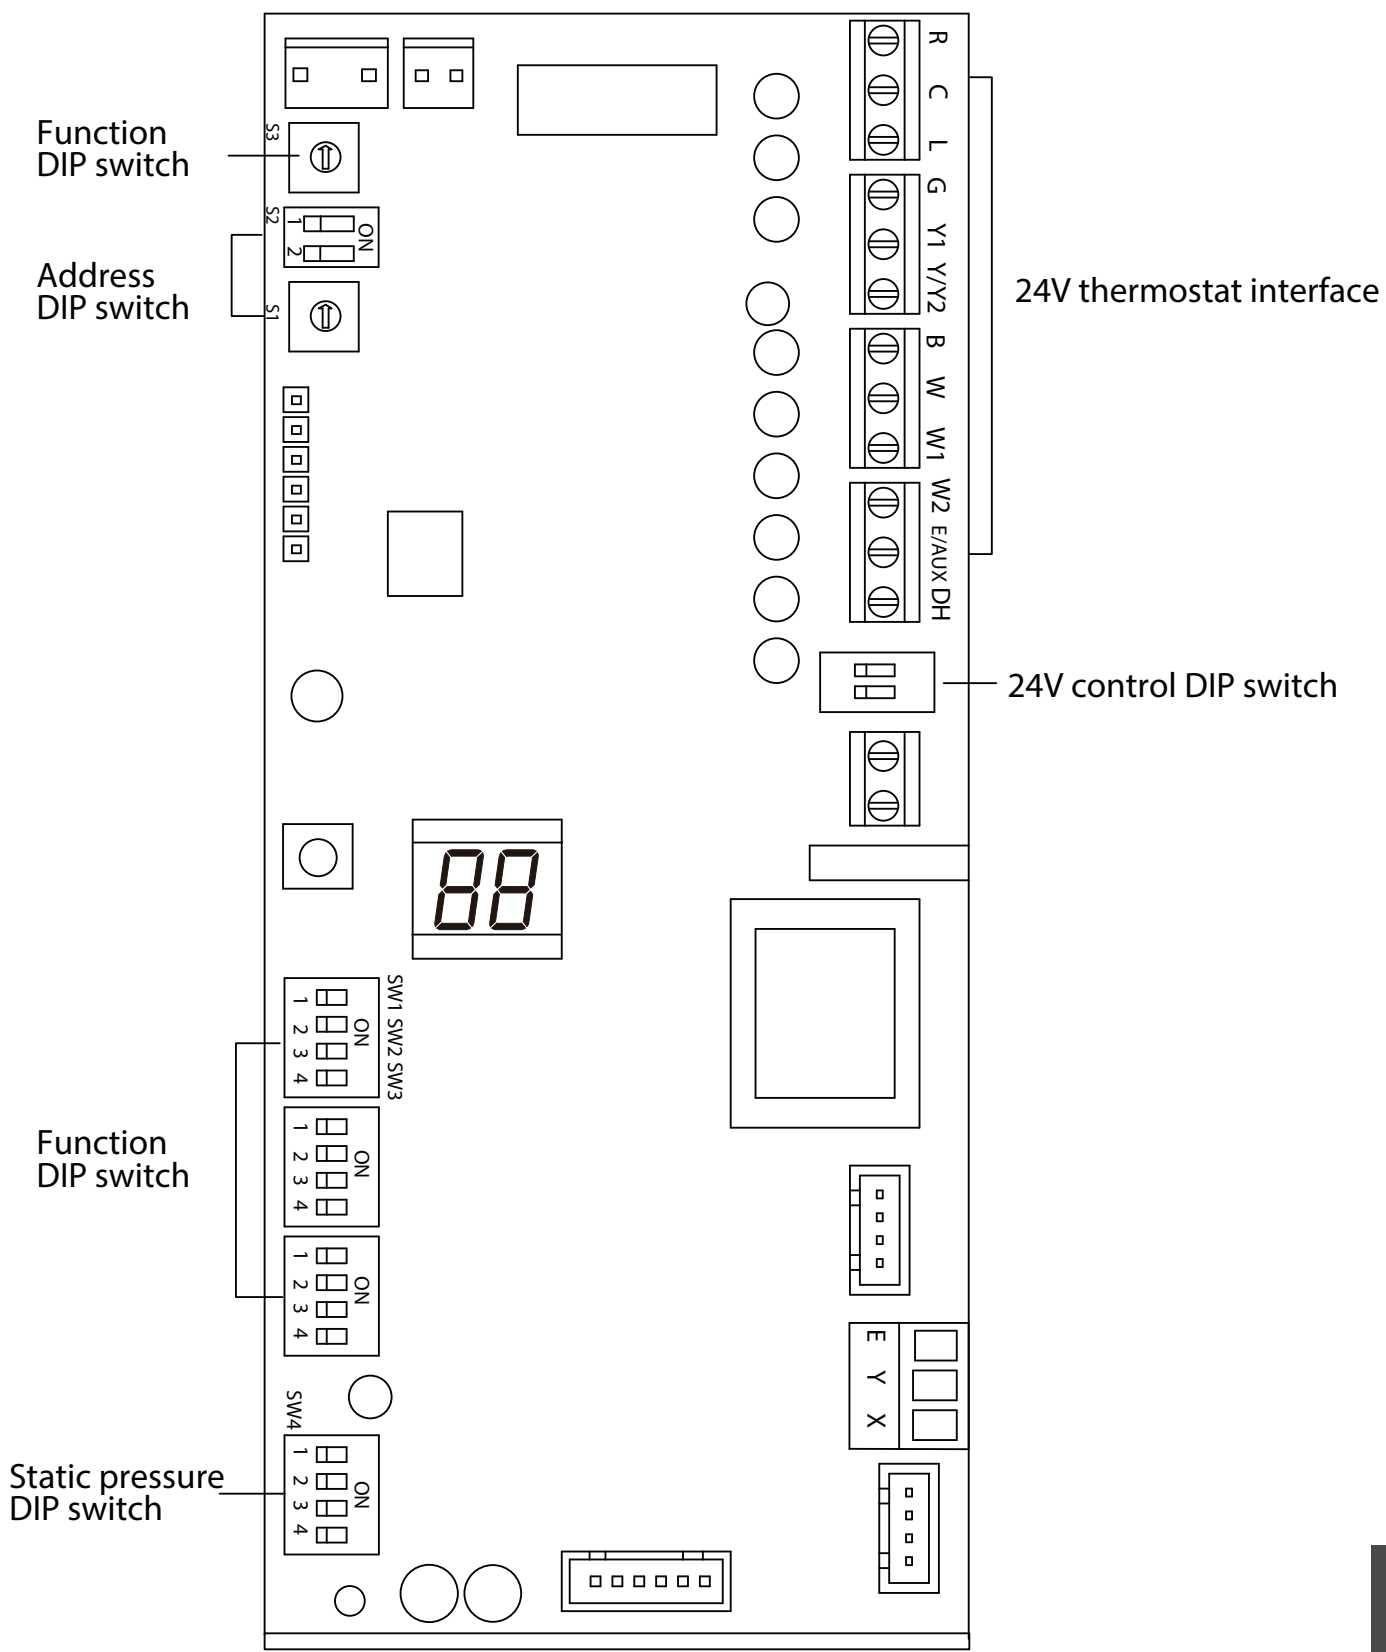 Function
DIP switch
Address
DIP switch
S3
S2
1
2
ON
S1
R
C
L
G
Y1
Y/Y2
B
W
W1
W2
E/AUX
DH
24V thermostat interface
24V control DIP switch
88
SW1 SW2 SW3
1
2
3
4
ON
1
2
3
4
ON
1
2
3
4
ON
Function
DIP switch
E
Y
X
SW4
1
2
3
4
ON
Static pressure
DIP switch